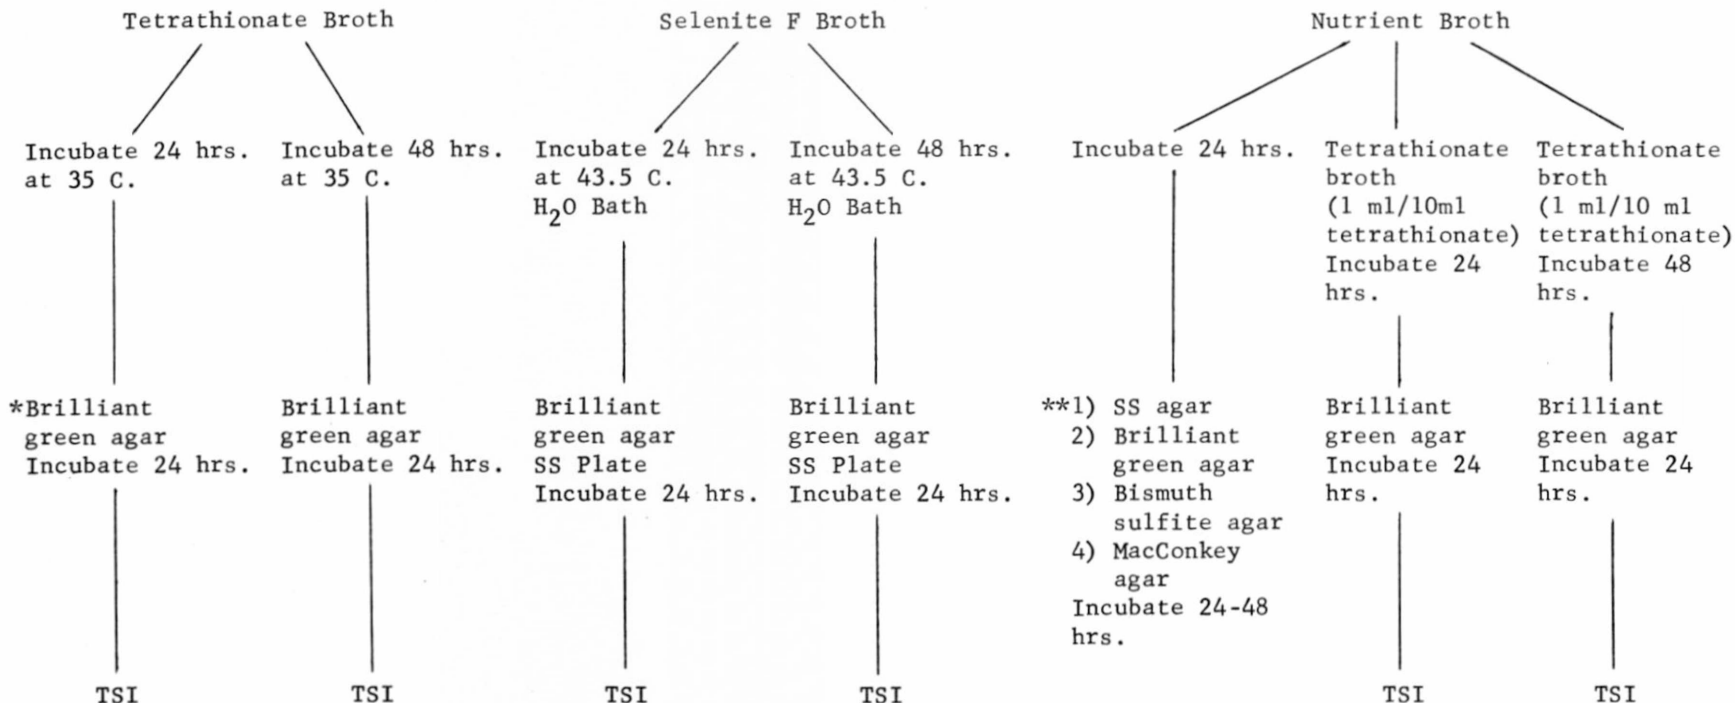 Tetrathionate Broth
Selenite F Broth
Nutrient Broth
Incubate 24 hrs.
at 35 C.
Incubate 48 hrs.
at 35 C.
Incubate 24 hrs.
at 43.5 C.
H2O Bath
Incubate 48 hrs.
at 43.5 C.
H2O Bath
Incubate 24 hrs.
Tetrathionate
broth
(1 ml/10ml
tetrathionate)
Incubate 24
hrs.
Tetrathionate
broth
(1 ml/10 ml
tetrathionate)
Incubate 48
hrs.
*Brilliant
green agar
Incubate 24 hrs.
Brilliant
green agar
Incubate 24 hrs.
Brilliant
green agar
SS Plate
Incubate 24 hrs.
Brilliant
green agar
SS Plate
Incubate 24 hrs.
**1) SS agar
2) Brilliant
green agar
3) Bismuth
sulfite agar
4) MacConkey
agar
Incubate 24-48
hrs.
Brilliant
green agar
Incubate 24
hrs.
Brilliant
green agar
Incubate 24
hrs.
TSI
TSI
TSI
TSI
TSI
TSI